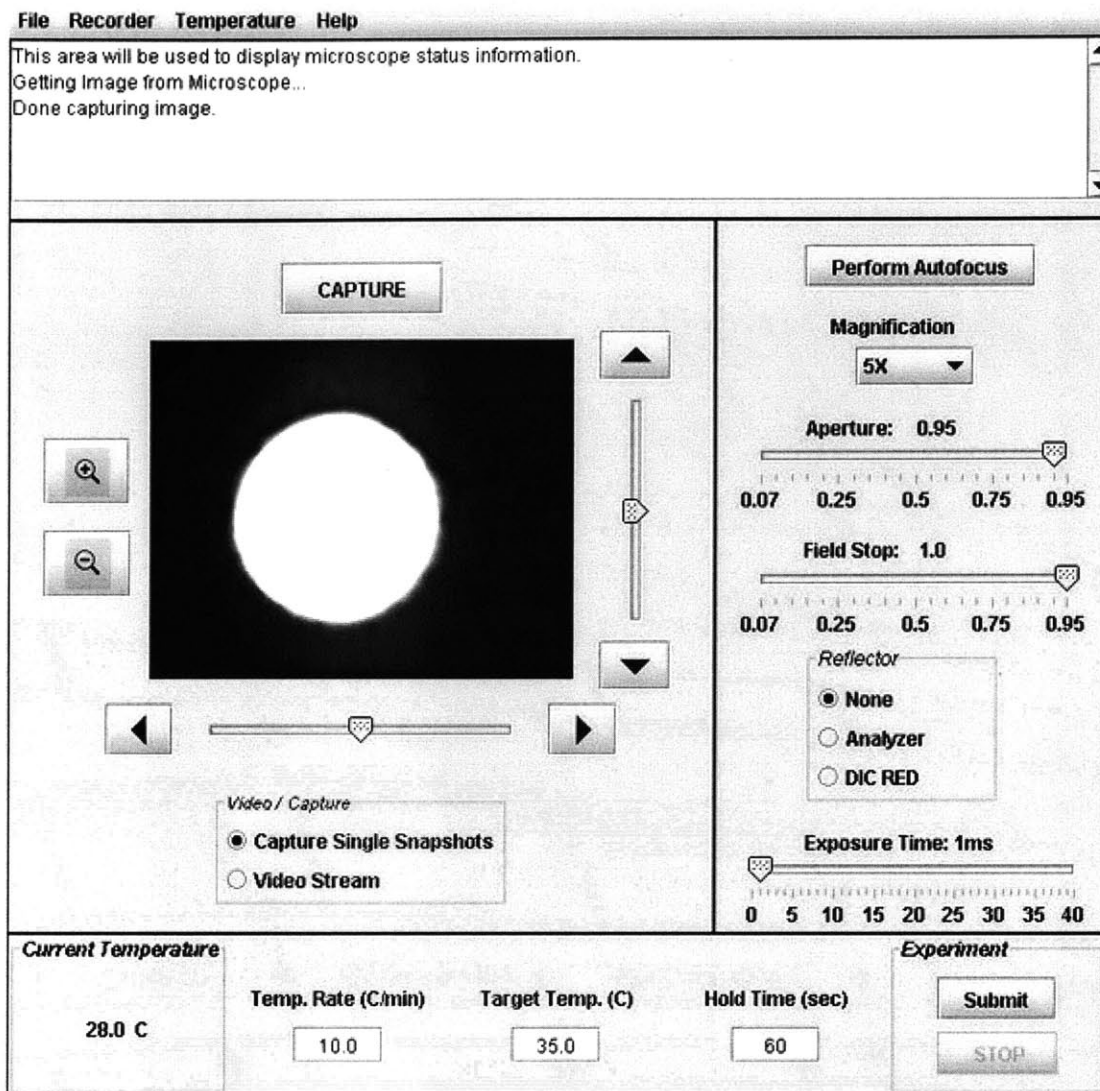 File Recorder Temperature Help
This area will be used to display microscope status information.
Getting Image from Microscope...
Done capturing image.
CAPTURE
Perform Autofocus
Magnification
5X
Aperture: 0.95
0.07 0.25 0.5 0.75 0.95
Field Stop: 1.0
0.07 0.25 0.5 0.75 0.95
Reflector
None
Analyzer
DIC RED
Video / Capture
Capture Single Snapshots
Video Stream
Exposure Time: 1ms
0 5 10 15 20 25 30 35 40
Current Temperature
28.0 C
Temp. Rate (C/min) Target Temp. (C) Hold Time (sec)
10.0 35.0 60
Experiment
Submit
STOP